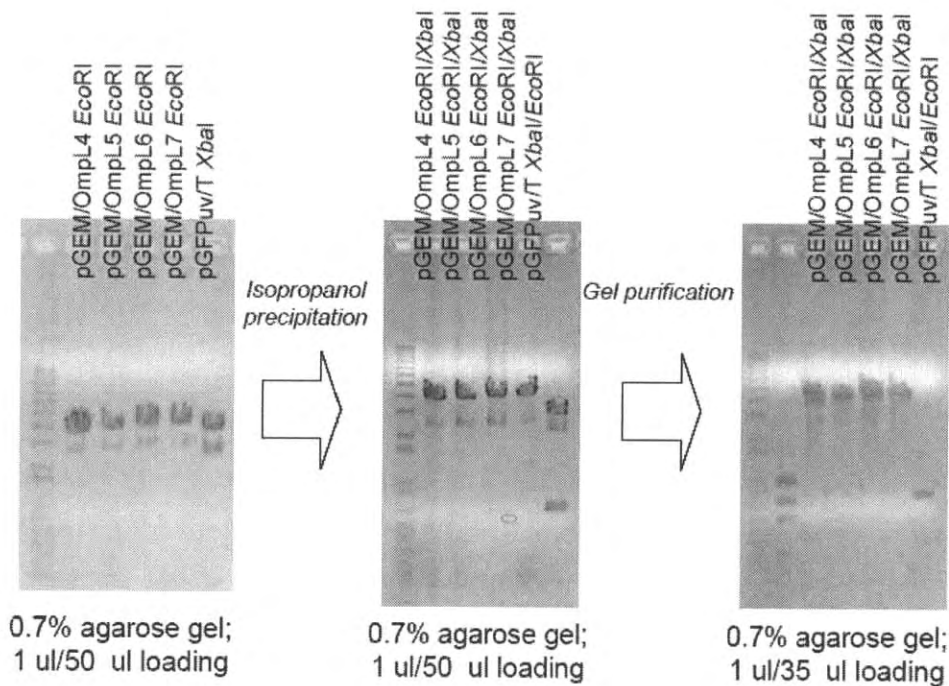 pGEM/OmpL4 EcoRI
pGEM/OmpL5 EcoRI
pGEM/OmpL6 EcoRI
pGEM/OmpL7 EcoRI
pGFPuv/T XbaI
Isopropanol
precipitation
pGEM/OmpL4 EcoRI/XbaI
pGEM/OmpL5 EcoRI/XbaI
pGEM/OmpL6 EcoRI/XbaI
pGEM/OmpL7 EcoRI/XbaI
pGFPuv/T XbaI/EcoRI
Gel purification
pGEM/OmpL4 EcoRI/XbaI
pGEM/OmpL5 EcoRI/XbaI
pGEM/OmpL6 EcoRI/XbaI
pGEM/OmpL7 EcoRI/XbaI
pGFPuv/T XbaI/EcoRI
0.7% agarose gel;
1 ul/50 ul loading
0.7% agarose gel;
1 ul/50 ul loading
0.7% agarose gel;
1 ul/35 ul loading